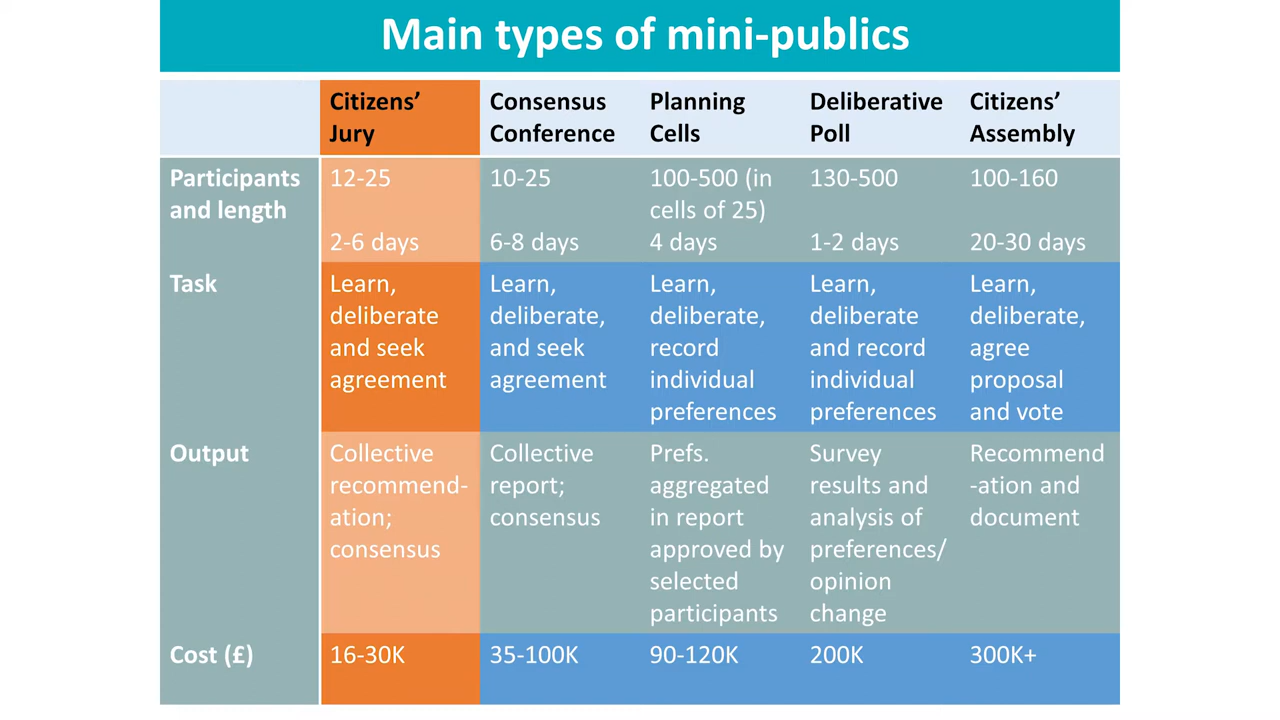 Main types of mini-publics
Citizens’
Jury
Consensus
Conference
Planning
Cells
Deliberative
Poll
Citizens’
Assembly
Participants
and length
12-25
2-6 days
10-25
6-8 days
100-500 (in
cells of 25)
4 days
130-500
1-2 days
100-160
20-30 days
Task
Learn,
deliberate
and seek
agreement
Learn,
deliberate,
and seek
agreement
Learn,
deliberate,
record
individual
preferences
Learn,
deliberate
and record
individual
preferences
Learn,
deliberate,
agree
proposal
and vote
Output
Collective
recommend-
ation;
consensus
Collective
report;
consensus
Prefs.
aggregated
in report
approved by
selected
participants
Survey
results and
analysis of
preferences/
opinion
change
Recommend
-ation and
document
Cost (£)
16-30K
35-100K
90-120K
200K
300K+